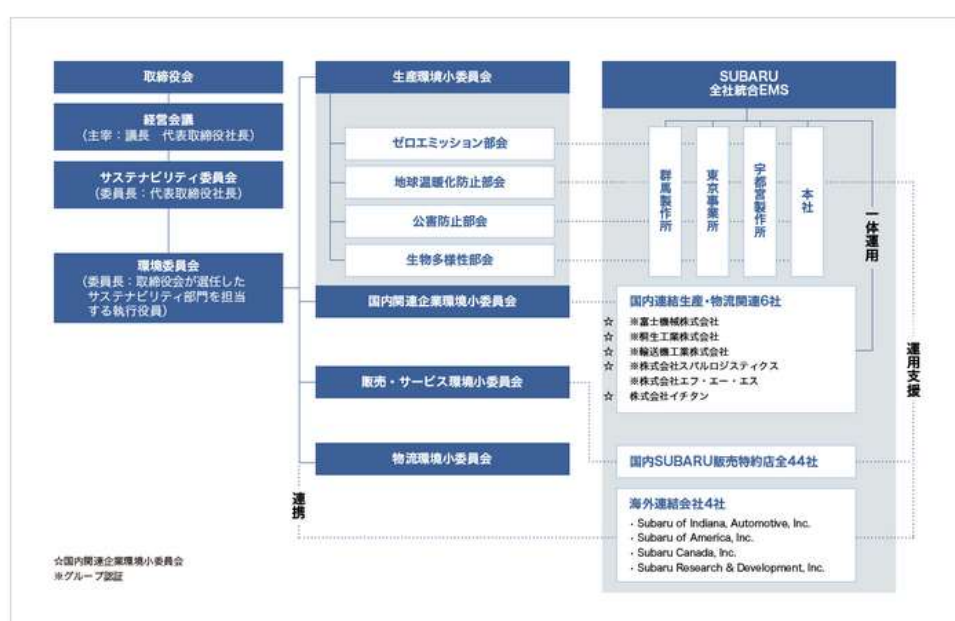 取締役会
経営会議
(主宰:議長 代表取締役社長)
サステナビリティ委員会
(委員長:代表取締役社長)
環境委員会
(委員長:取締役会が選任した
サステナビリティ部門を担当
する執行役員)
生産環境小委員会
ゼロエミッション部会
地球温暖化防止部会
公害防止部会
生物多様性部会
国内関連企業環境小委員会
販売・サービス環境小委員会
物流環境小委員会
連携
SUBARU
全社統合EMS
群馬製作所
東京事業所
宇都宮製作所
本社
一体運用
国内連結生産・物流関連6社
☆ ※富士機械株式会社
☆ ※桐生工業株式会社
☆ ※輸送機工業株式会社
☆ ※株式会社スバルロジスティクス
※株式会社エフ・エー・エス
☆ 株式会社イチタン
運用支援
国内SUBARU販売特約店全44社
海外連結会社4社
・Subaru of Indiana, Automotive, Inc.
・Subaru of America, Inc.
・Subaru Canada, Inc.
・Subaru Research & Development, Inc.
☆国内関連企業環境小委員会
※グループ認証